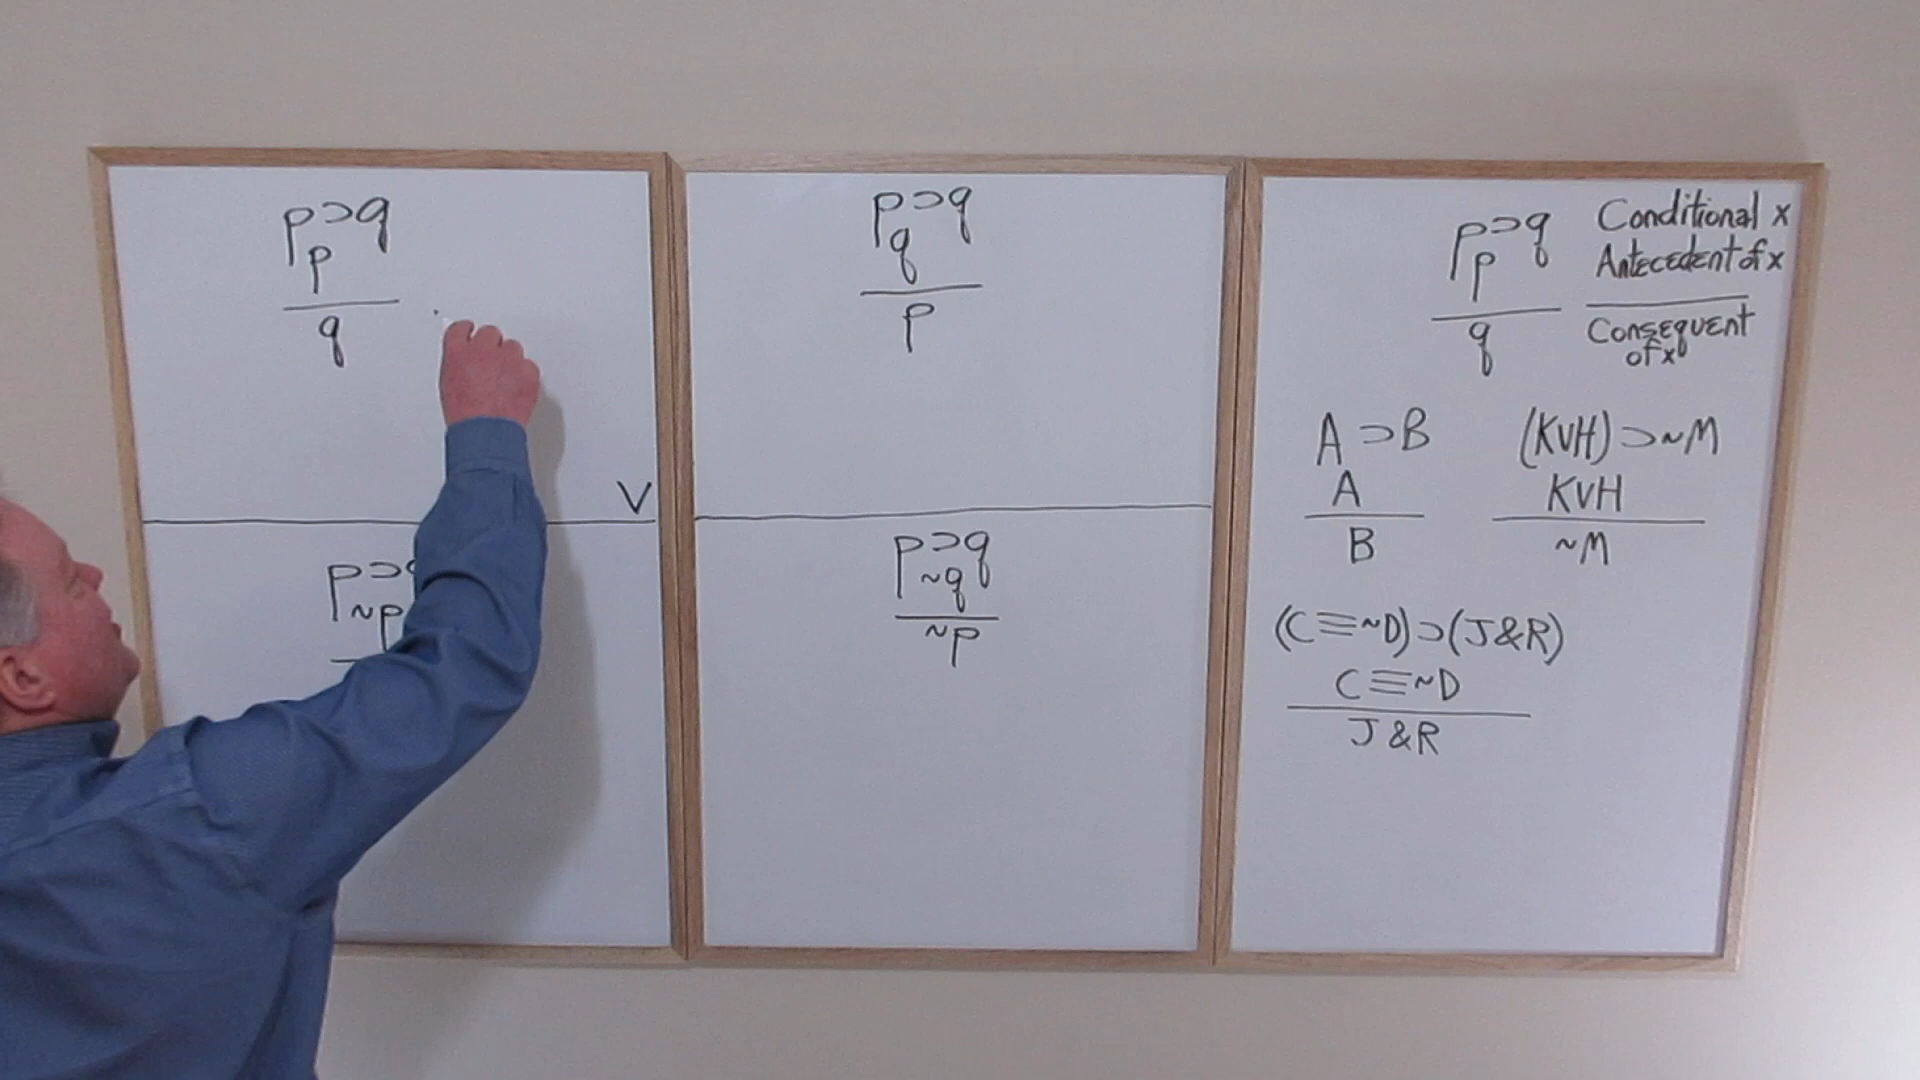 p⊃q
p
q
V
p⊃
~p
p⊃q
q
p
p⊃q
~q
~p
p⊃q
p
q
Conditional x
Antecedent of x
Consequent
of x
A⊃B
A
B
(KVH)⊃~M
KVH
~M
(C≡~D)⊃(J&R)
C≡~D
J&R